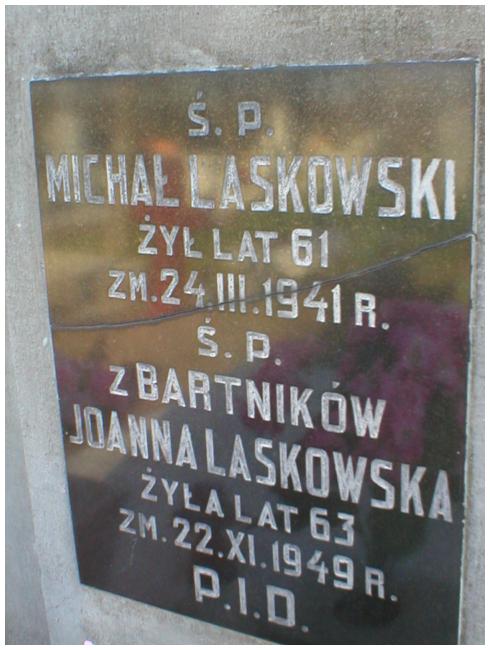 Ś. P.
MICHAŁ LASKOWSKI
ŻYŁ LAT 61
ZM. 24.III.1941 R.
Ś. P.
Z BARTNIKÓW
JOANNA LASKOWSKA
ŻYŁA LAT 63
ZM. 22.XI.1949 R.
P.I.D.